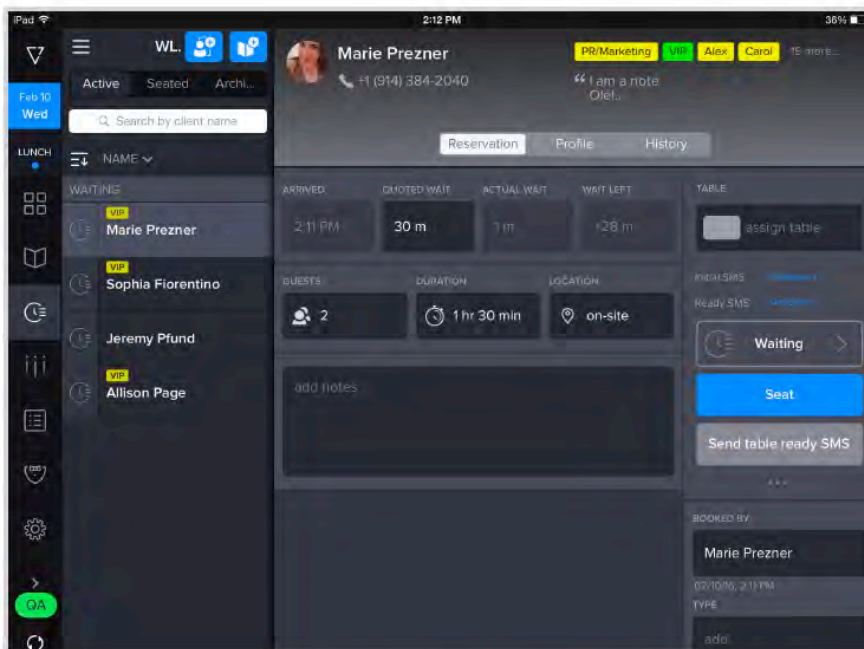 iPad 2:12 PM 36%
WL.
Active Seated Archi...
Search by client name
NAME
Feb 10
Wed
LUNCH
QA
WAITING
VIP
Marie Prezner
VIP
Sophia Fiorentino
Jeremy Pfund
VIP
Allison Page
Marie Prezner
+1 (914) 384-2040
PR/Marketing VIP Alex Carol 15 more...
“ I am a note
Ole!..
Reservation Profile History
ARRIVED QUOTED WAIT ACTUAL WAIT WAIT LEFT
2:11 PM 30 m 1 m +28 m
GUESTS DURATION LOCATION
2 1 hr 30 min on-site
add notes
TABLE
assign table
Initial SMS
Ready SMS
Waiting
Seat
Send table ready SMS
...
BOOKED BY
Marie Prezner
02/10/16, 2:11 PM
TYPE
add